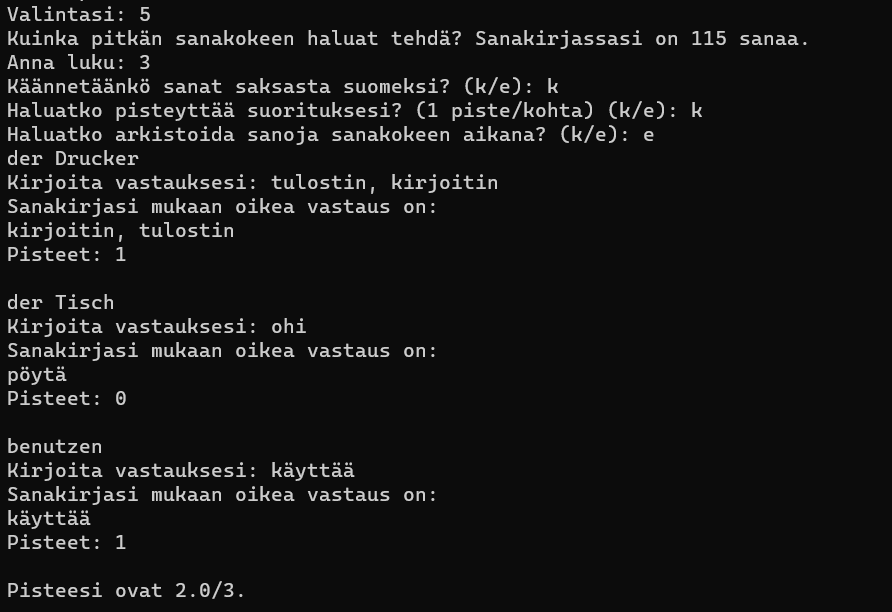 Valintasi: 5
Kuinka pitkän sanakokeen haluat tehdä? Sanakirjassasi on 115 sanaa.
Anna luku: 3
Käännetäänkö sanat saksasta suomeksi? (k/e): k
Haluatko pisteyttää suorituksesi? (1 piste/kohta) (k/e): k
Haluatko arkistoida sanoja sanakokeen aikana? (k/e): e
der Drucker
Kirjoita vastauksesi: tulostin, kirjoitin
Sanakirjasi mukaan oikea vastaus on:
kirjoitin, tulostin
Pisteet: 1
der Tisch
Kirjoita vastauksesi: ohi
Sanakirjasi mukaan oikea vastaus on:
pöytä
Pisteet: 0
benutzen
Kirjoita vastauksesi: käyttää
Sanakirjasi mukaan oikea vastaus on:
käyttää
Pisteet: 1
Pisteesi ovat 2.0/3.